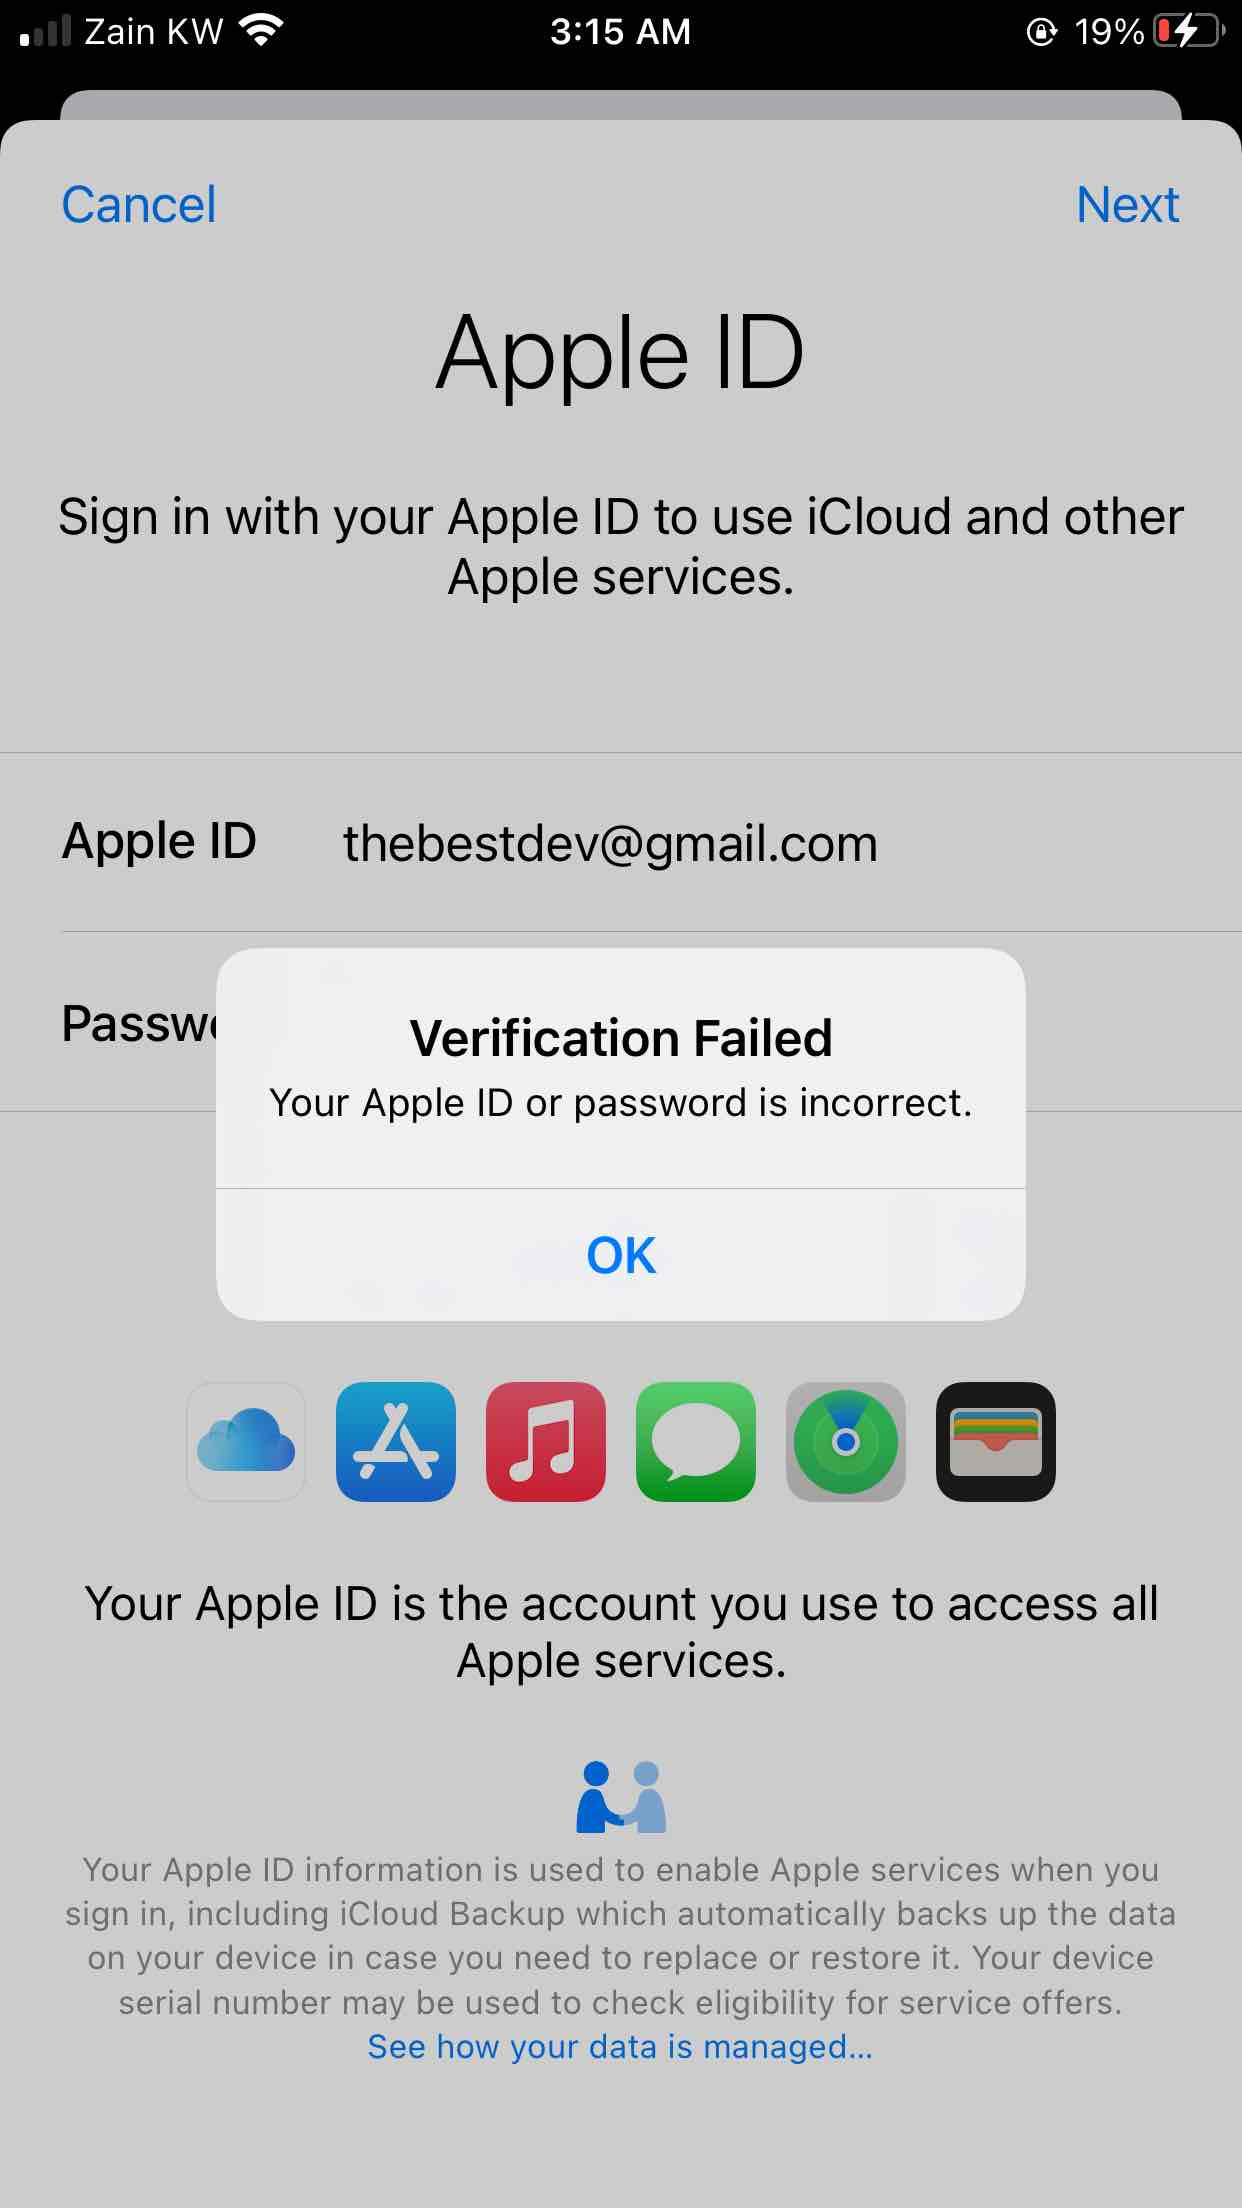 Zain KW 3:15 AM 19%
Cancel Next
Apple ID
Sign in with your Apple ID to use iCloud and other
Apple services.
Apple ID thebestdev@gmail.com
Passwo
Verification Failed
Your Apple ID or password is incorrect.
OK
Your Apple ID is the account you use to access all
Apple services.
Your Apple ID information is used to enable Apple services when you
sign in, including iCloud Backup which automatically backs up the data
on your device in case you need to replace or restore it. Your device
serial number may be used to check eligibility for service offers.
See how your data is managed...